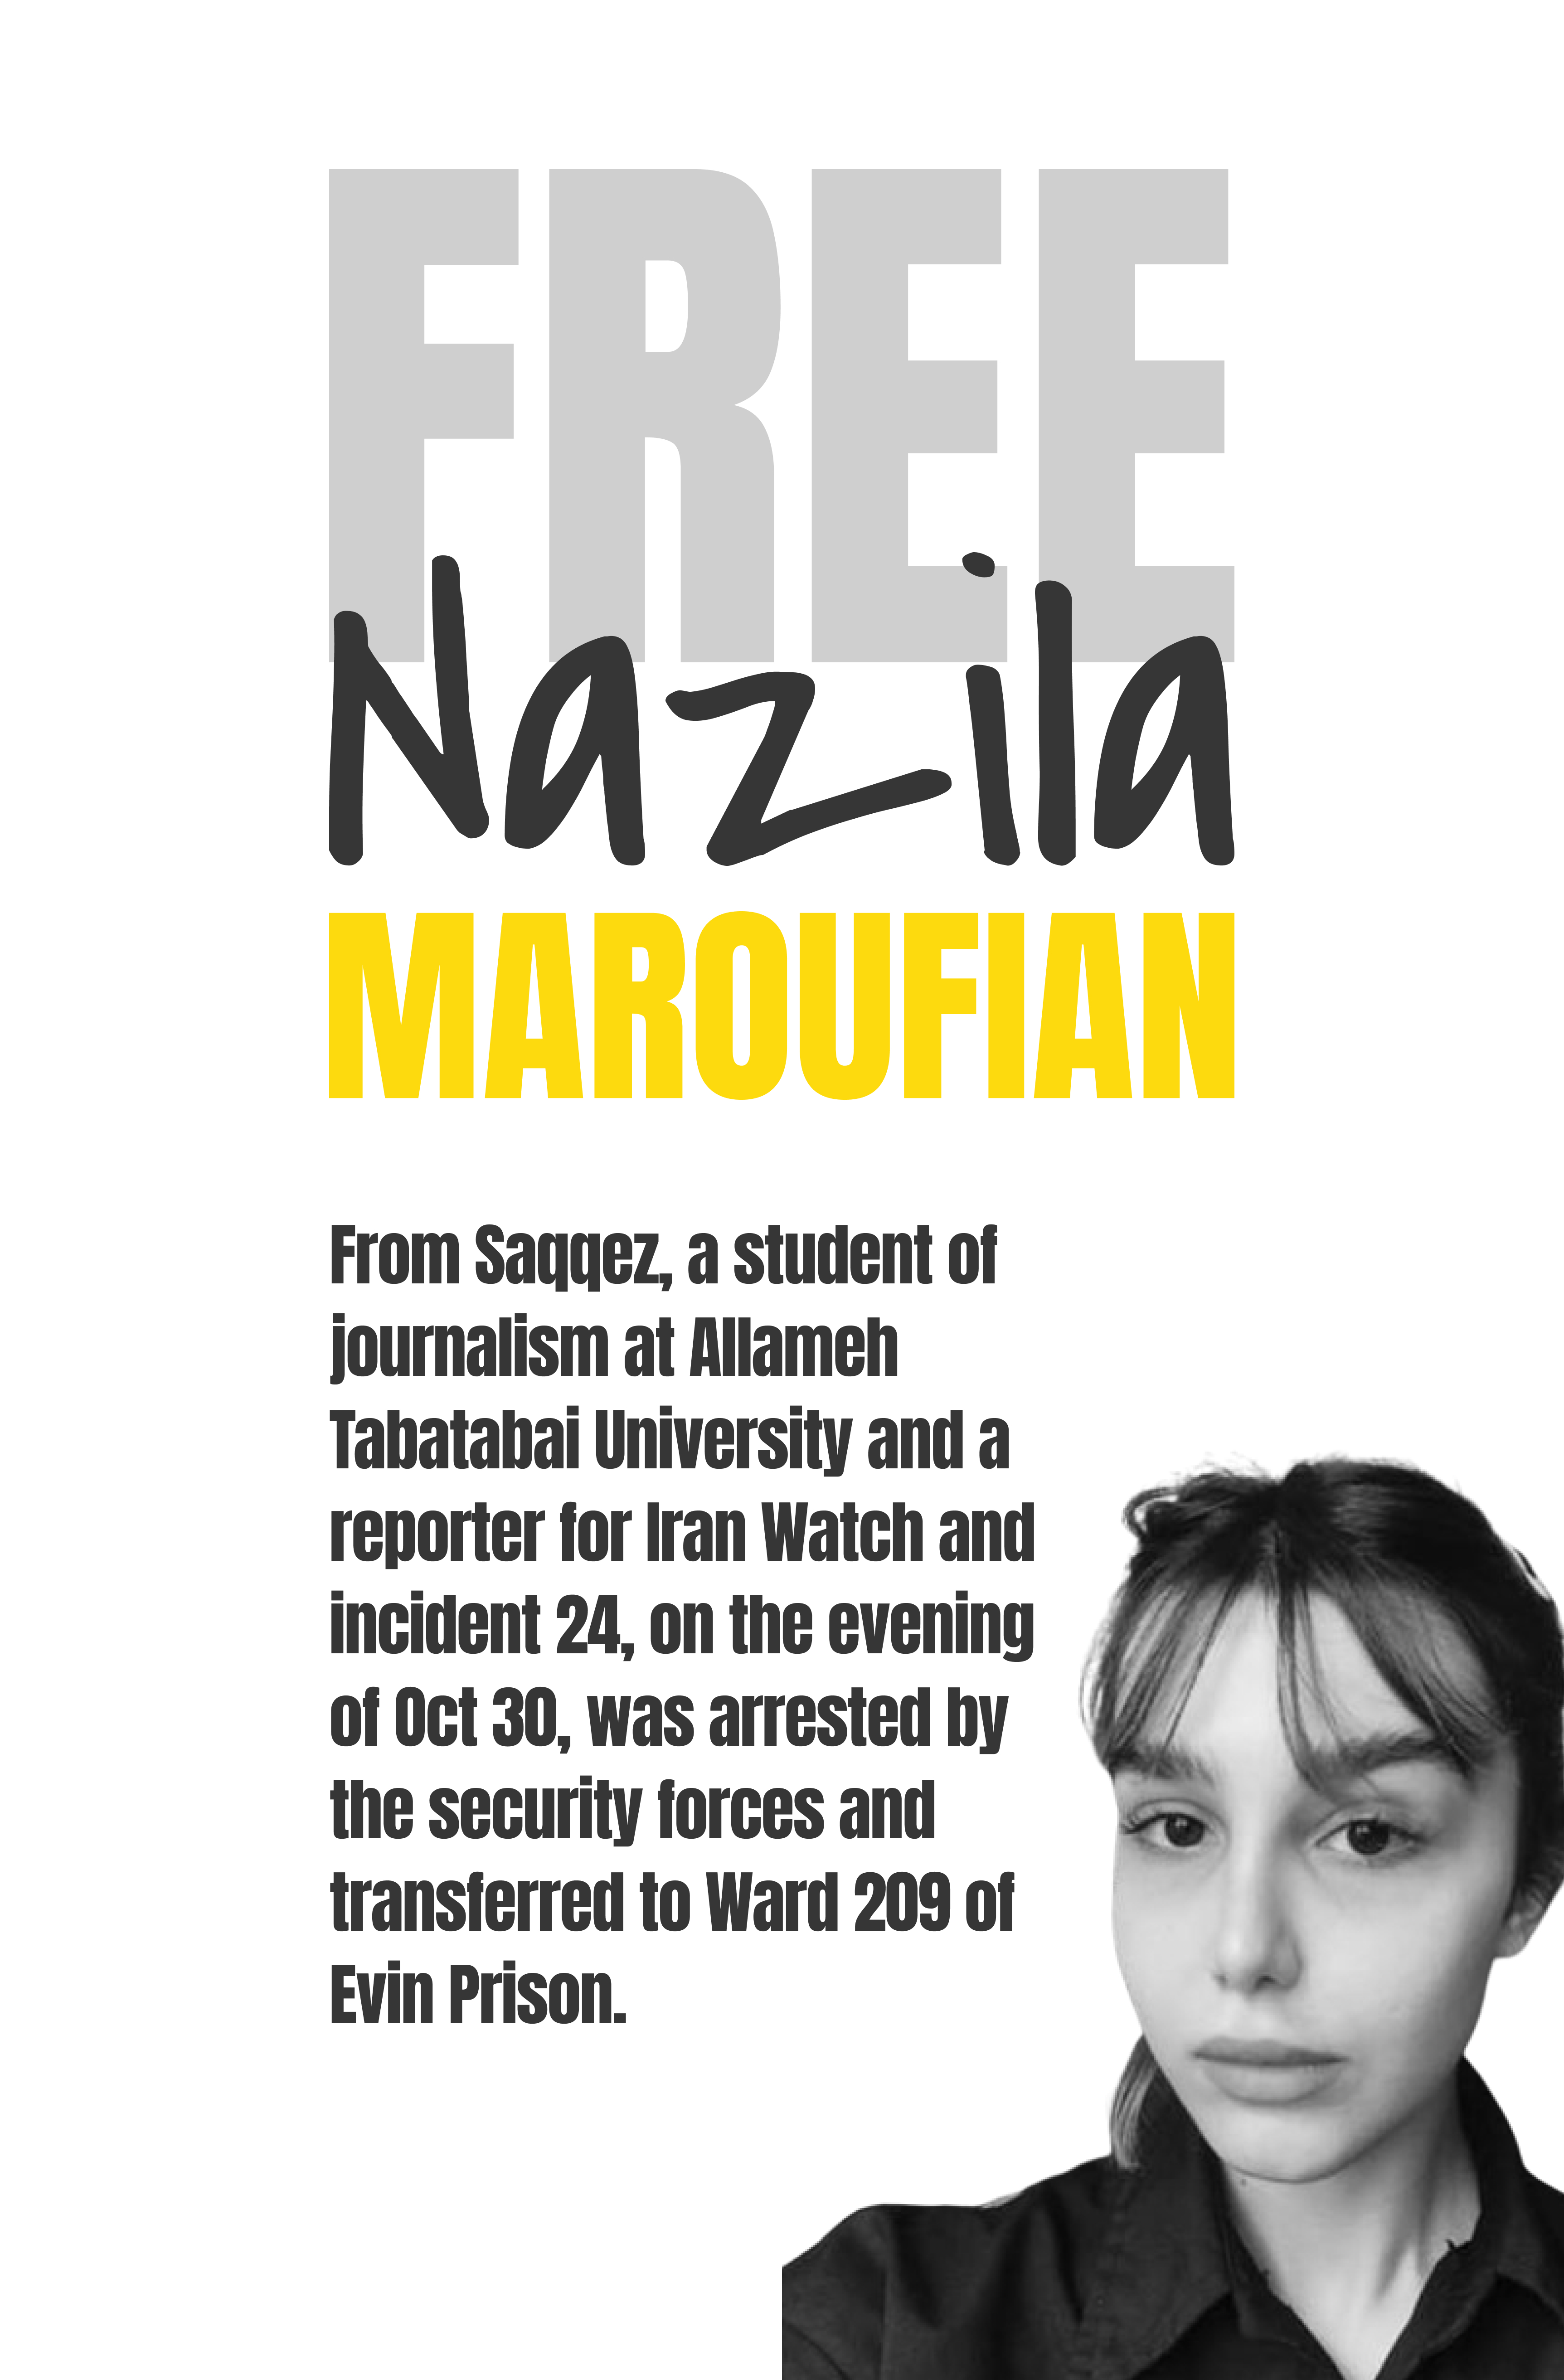 FREE
Nazila
MAROUFIAN
From Saqqez, a student of
journalism at Allameh
Tabatabai University and a
reporter for Iran Watch and
incident 24, on the evening
of Oct 30, was arrested by
the security forces and
transferred to Ward 209 of
Evin Prison.